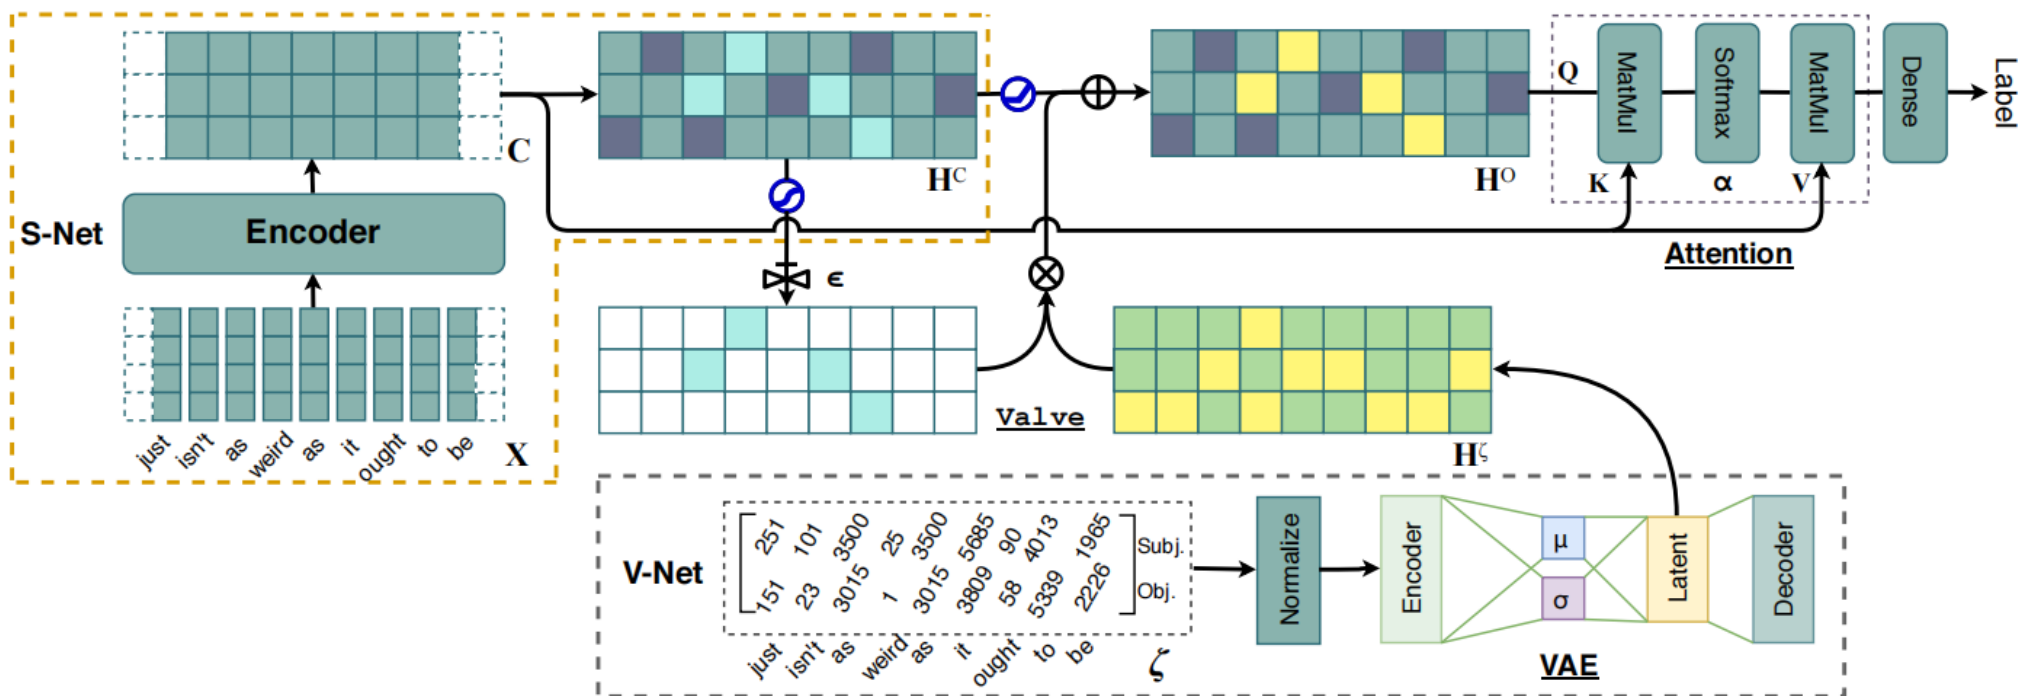 S-Net
C
Encoder
just isn't as weird as it ought to be
X
H^C
ϵ
Valve
H^O
H^ζ
Q
MatMul
Softmax
MatMul
Dense
Label
K
α
V
Attention
V-Net
251 101 3500 25 3500 5685 90 4013 1965 Subj.
151 23 3015 1 3015 3809 58 5339 2226 Obj.
just isn't as weird as it ought to be
ζ
Normalize
Encoder
μ
σ
Latent
Decoder
VAE